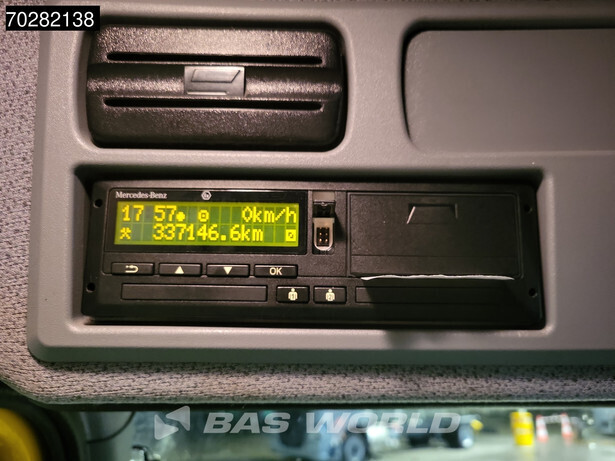 70282138
Mercedes-Benz
17:57 0km/h
337146.6km
OK
BAS WORLD